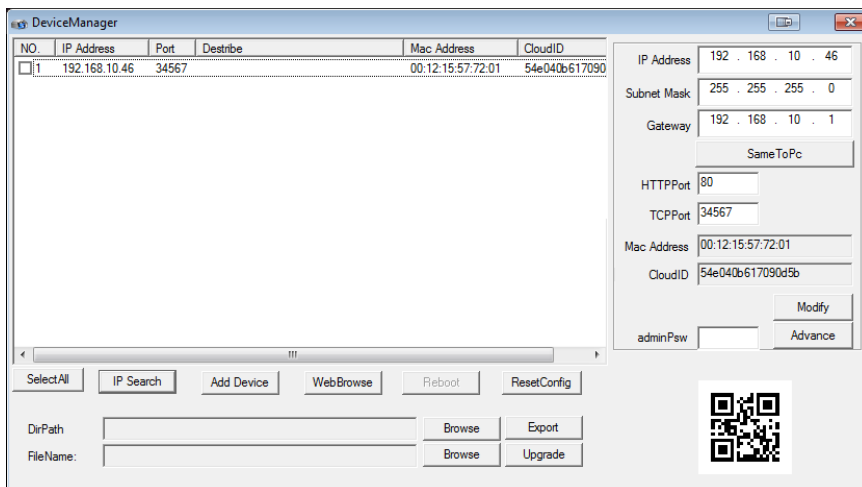 DeviceManager
NO. IP Address Port Destribe Mac Address CloudID
1 192.168.10.46 34567 00:12:15:57:72:01 54e040b617090
IP Address 192 . 168 . 10 . 46
Subnet Mask 255 . 255 . 255 . 0
Gateway 192 . 168 . 10 . 1
SameToPc
HTTPPort 80
TCPPort 34567
Mac Address 00:12:15:57:72:01
CloudID 54e040b617090d5b
Modify
adminPsw Advance
SelectAll IP Search Add Device WebBrowse Reboot ResetConfig
DirPath Browse Export
FileName: Browse Upgrade